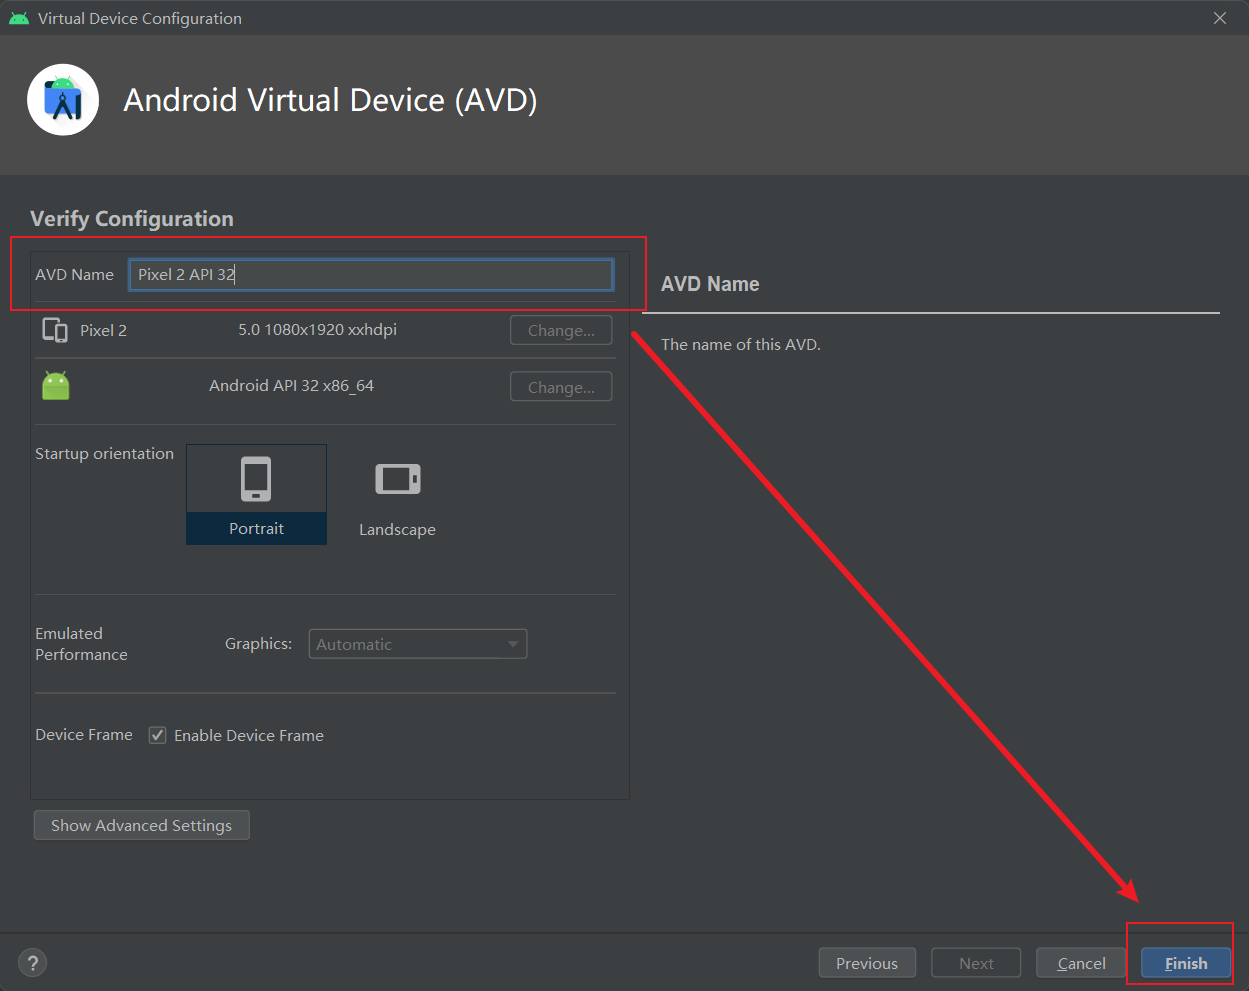 Virtual Device Configuration
Android Virtual Device (AVD)
Verify Configuration
AVD Name Pixel 2 API 32
Pixel 2 5.0 1080x1920 xxhdpi Change...
Android API 32 x86_64 Change...
Startup orientation
Portrait Landscape
Emulated
Performance
Graphics: Automatic
Device Frame Enable Device Frame
Show Advanced Settings
AVD Name
The name of this AVD.
? Previous Next Cancel Finish